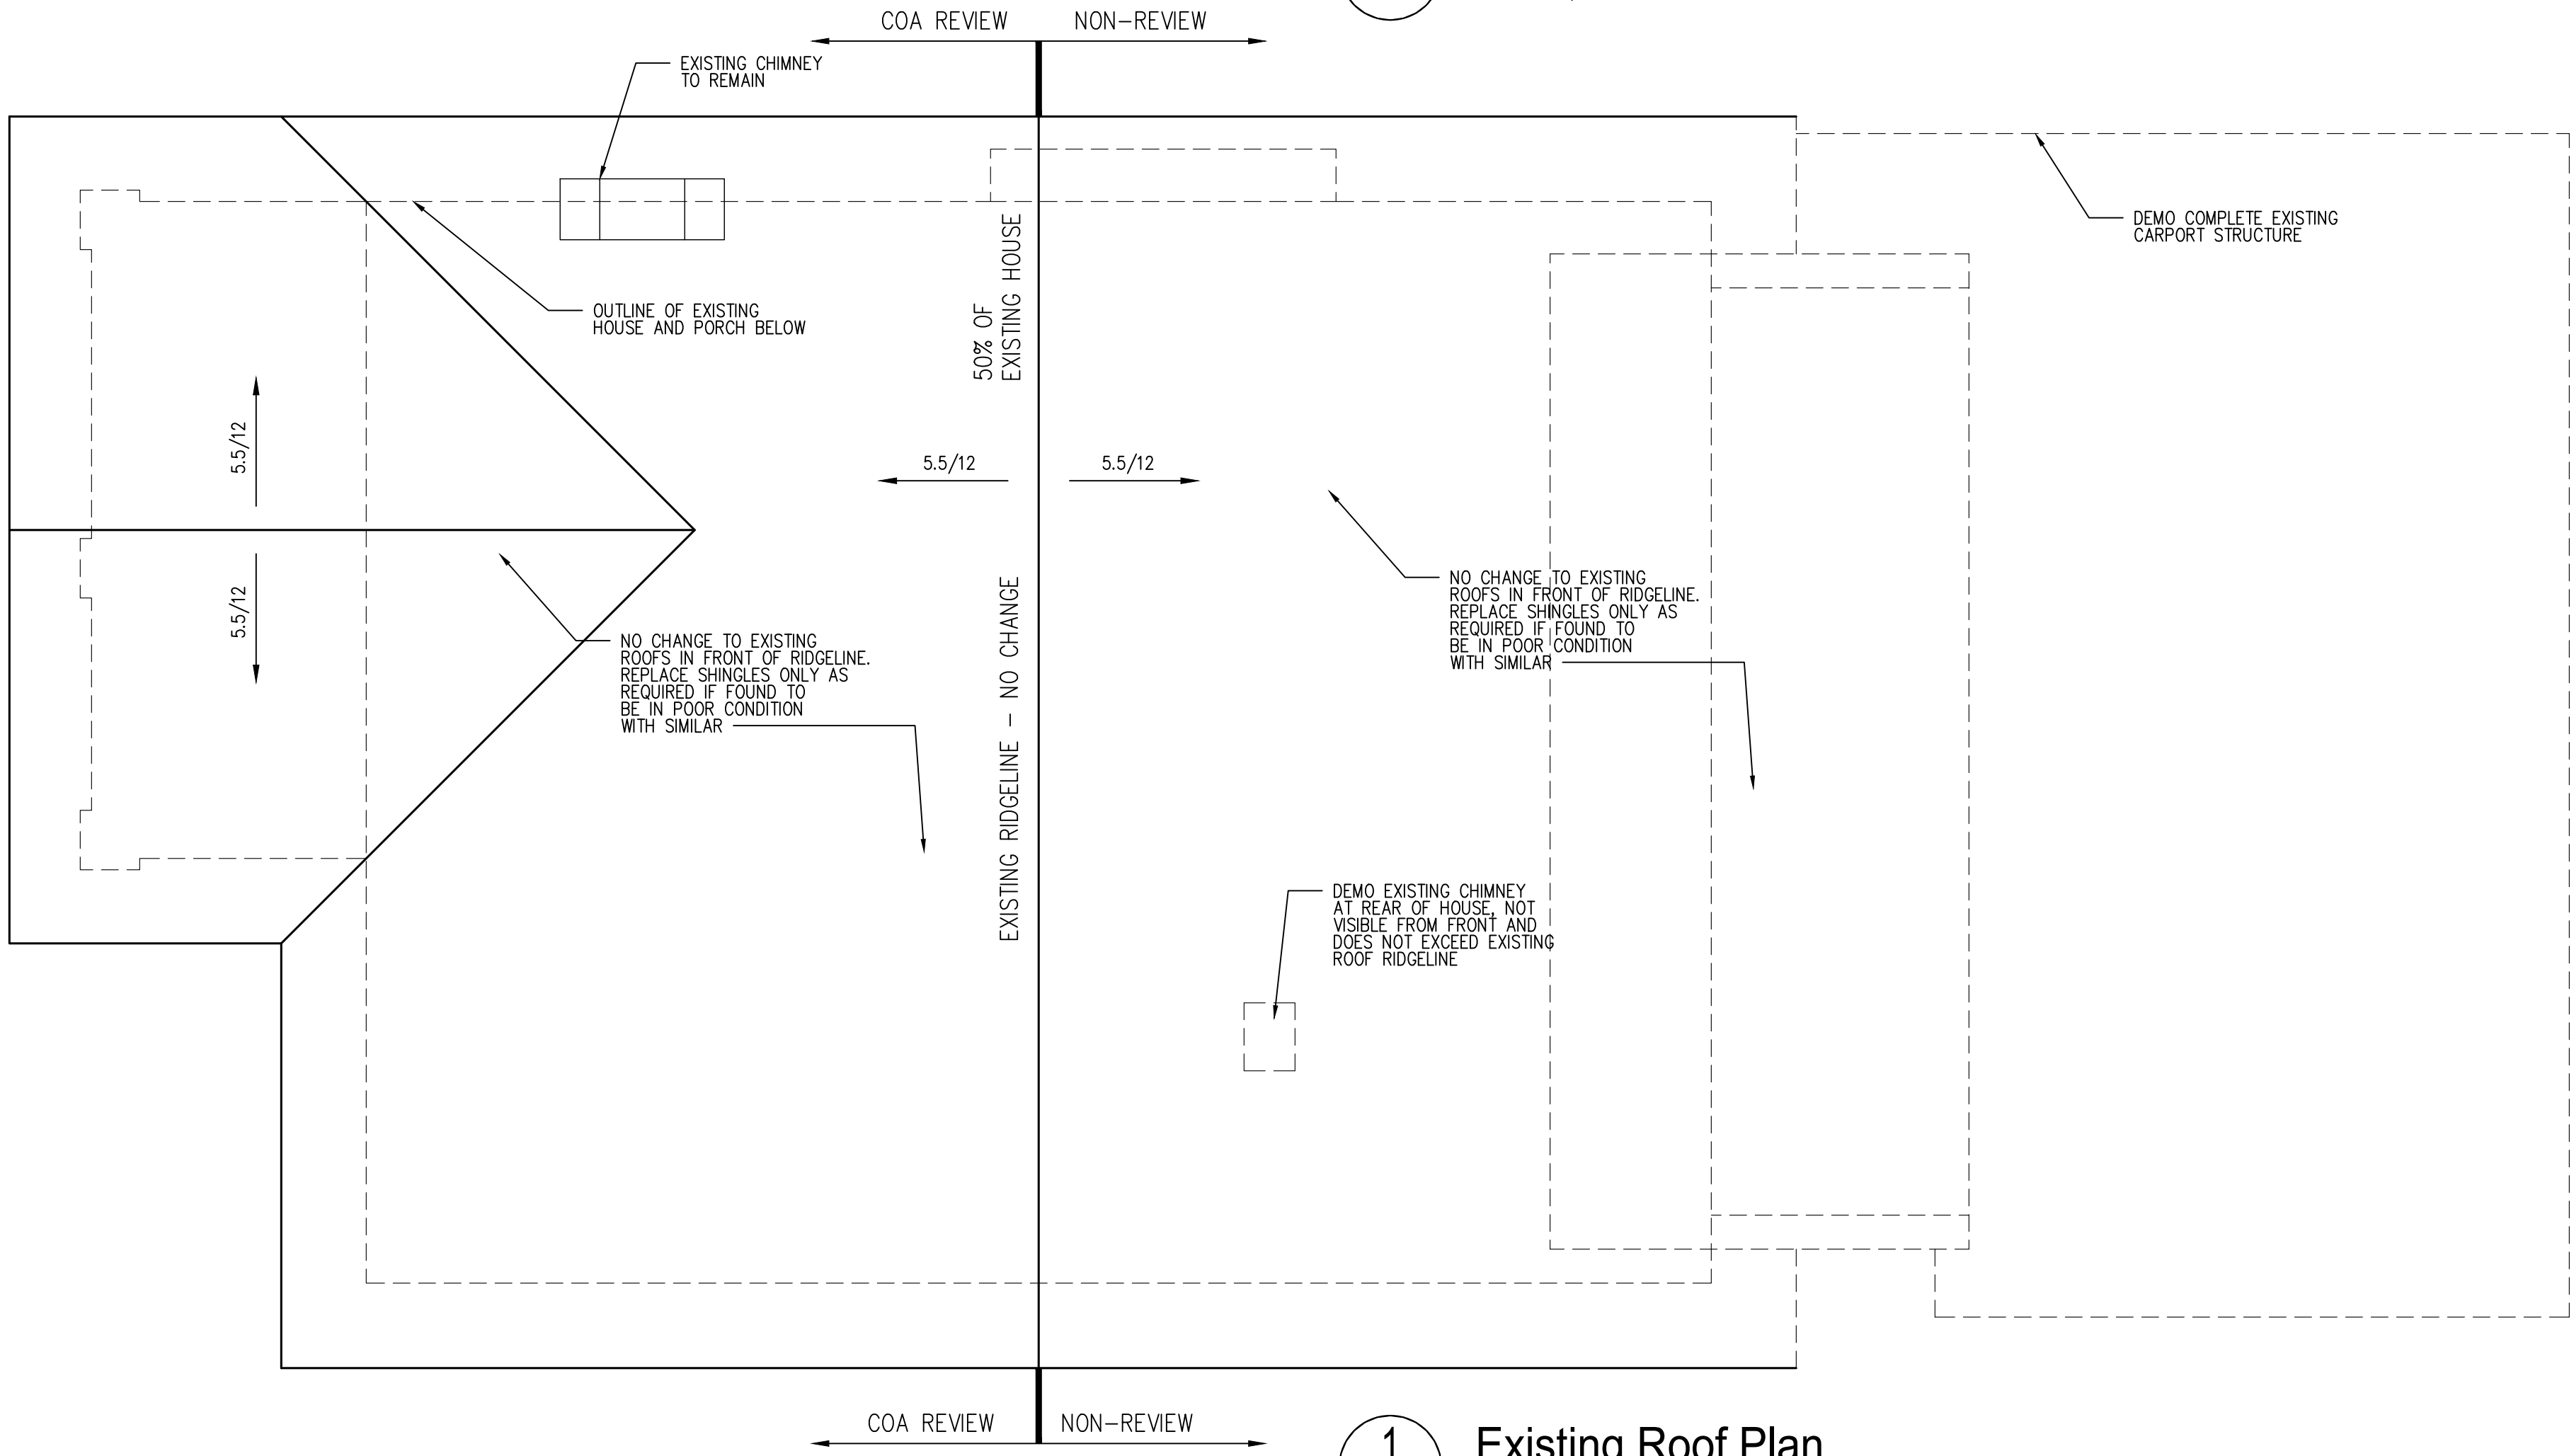 COA REVIEW
NON-REVIEW
EXISTING CHIMNEY
TO REMAIN
DEMO COMPLETE EXISTING
CARPORT STRUCTURE
OUTLINE OF EXISTING
HOUSE AND PORCH BELOW
50% OF
EXISTING HOUSE
5.5/12
5.5/12
5.5/12
5.5/12
NO CHANGE TO EXISTING
ROOFS IN FRONT OF RIDGELINE.
REPLACE SHINGLES ONLY AS
REQUIRED IF FOUND TO
BE IN POOR CONDITION
WITH SIMILAR
EXISTING RIDGELINE - NO CHANGE
NO CHANGE TO EXISTING
ROOFS IN FRONT OF RIDGELINE.
REPLACE SHINGLES ONLY AS
REQUIRED IF FOUND TO
BE IN POOR CONDITION
WITH SIMILAR
DEMO EXISTING CHIMNEY
AT REAR OF HOUSE, NOT
VISIBLE FROM FRONT AND
DOES NOT EXCEED EXISTING
ROOF RIDGELINE
COA REVIEW
NON-REVIEW
1
Existing Roof Plan